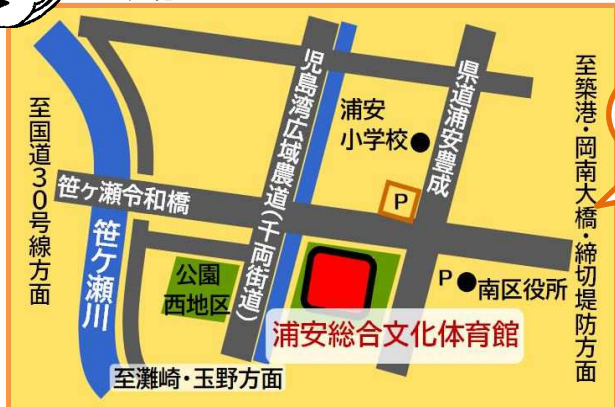 児島湾広域農道(千両街道)
県道浦安豊成
至築港・岡南大橋・締切堤防方面
浦安
小学校
至国道30号線方面
P
笹ヶ瀬令和橋
笹ケ瀬川
公園
西地区
P
南区役所
浦安総合文化体育館
至灘崎・玉野方面